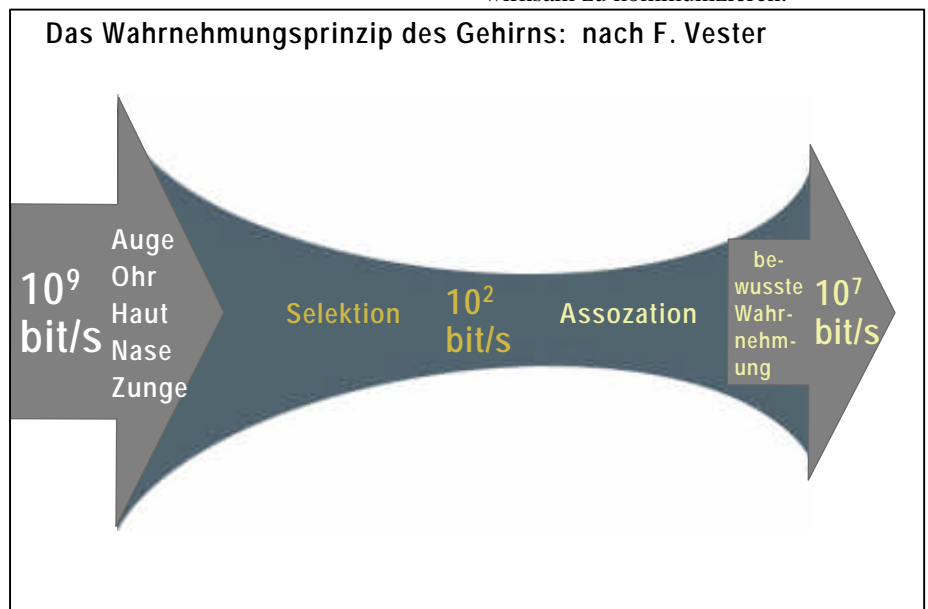 Das Wahrnehmungsprinzip des Gehirns: nach F. Vester
10⁹
bit/s
Auge
Ohr
Haut
Nase
Zunge
Selektion
10²
bit/s
Assozation
be-
wusste
Wahr-
nehm-
ung
10⁷
bit/s